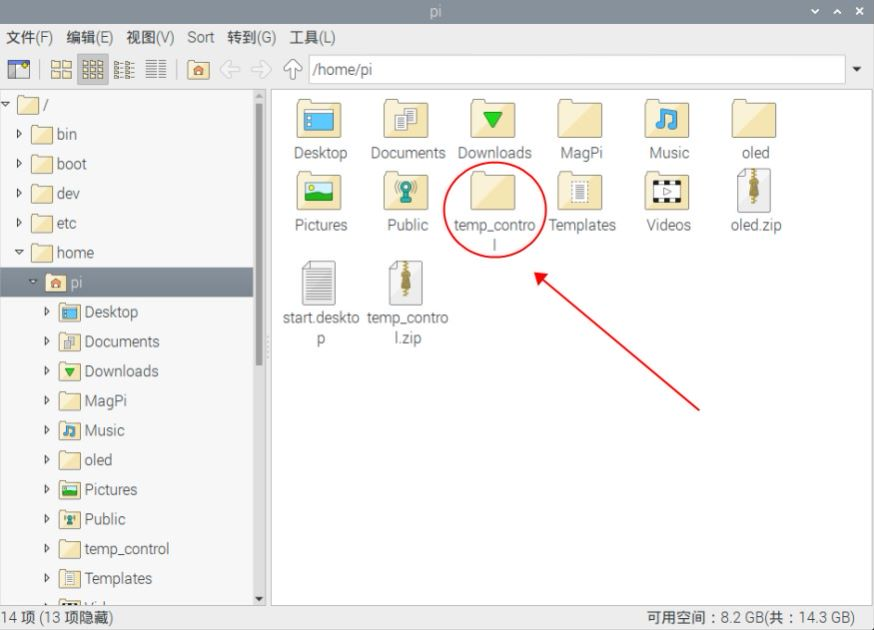 pi
文件(F) 编辑(E) 视图(V) Sort 转到(G) 工具(L)
/home/pi
/
bin
boot
dev
etc
home
pi
Desktop
Documents
Downloads
MagPi
Music
oled
Pictures
Public
temp_control
Templates
Desktop Documents Downloads MagPi Music oled
Pictures Public temp_contro Templates Videos oled.zip
l
start.deskto temp_contro
p l.zip
14 项 (13 项隐藏) 可用空间：8.2 GB(共：14.3 GB)